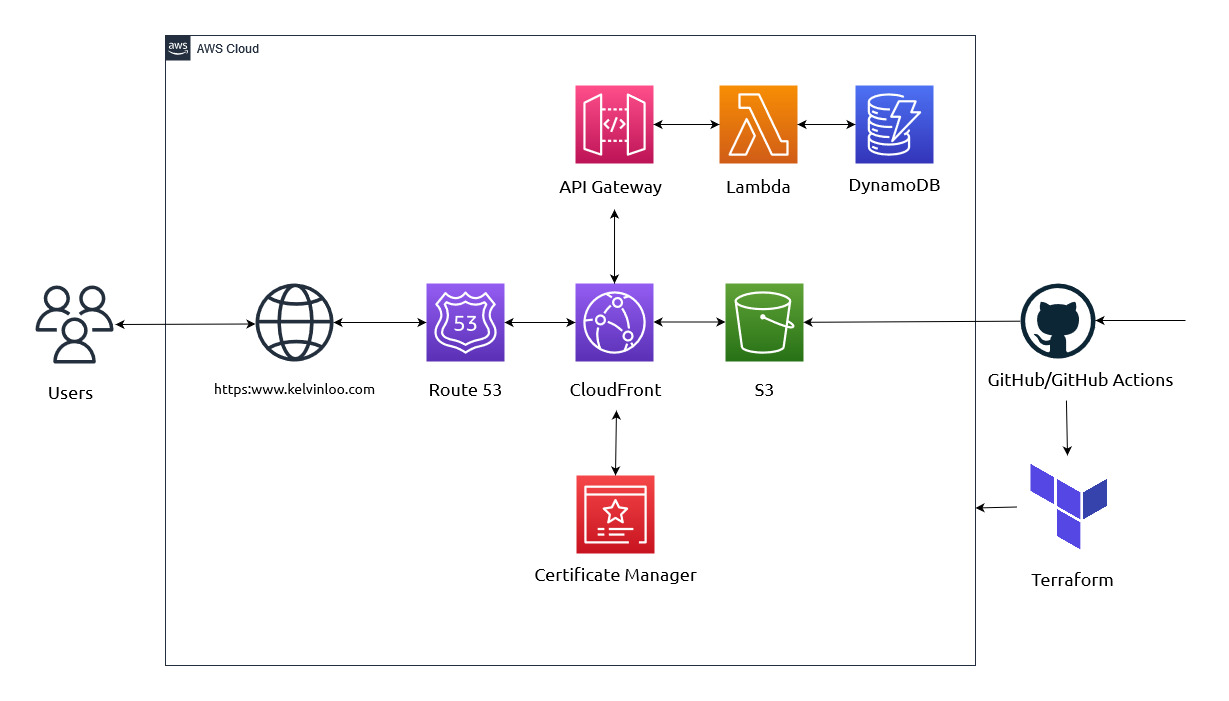 aws
AWS Cloud
</>
API Gateway
Lambda
DynamoDB
53
Users
https:www.kelvinloo.com
Route 53
CloudFront
S3
GitHub/GitHub Actions
Certificate Manager
Terraform